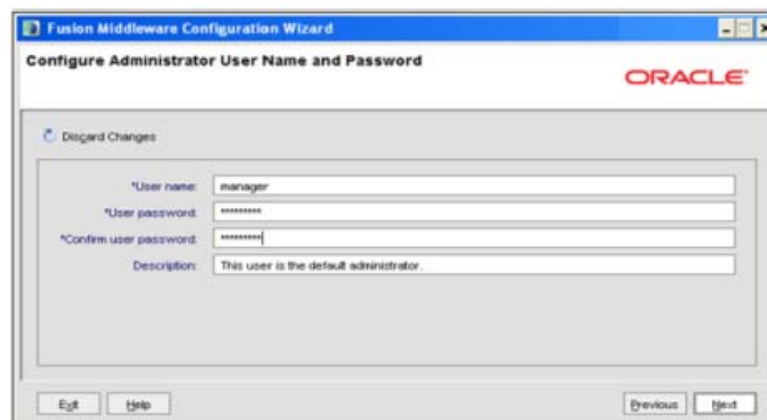 Fusion Middleware Configuration Wizard
Configure Administrator User Name and Password
ORACLE
Discard Changes
*User name: manager
*User password: *********
*Confirm user password: *********
Description: This user is the default administrator.
Exit Help Previous Next